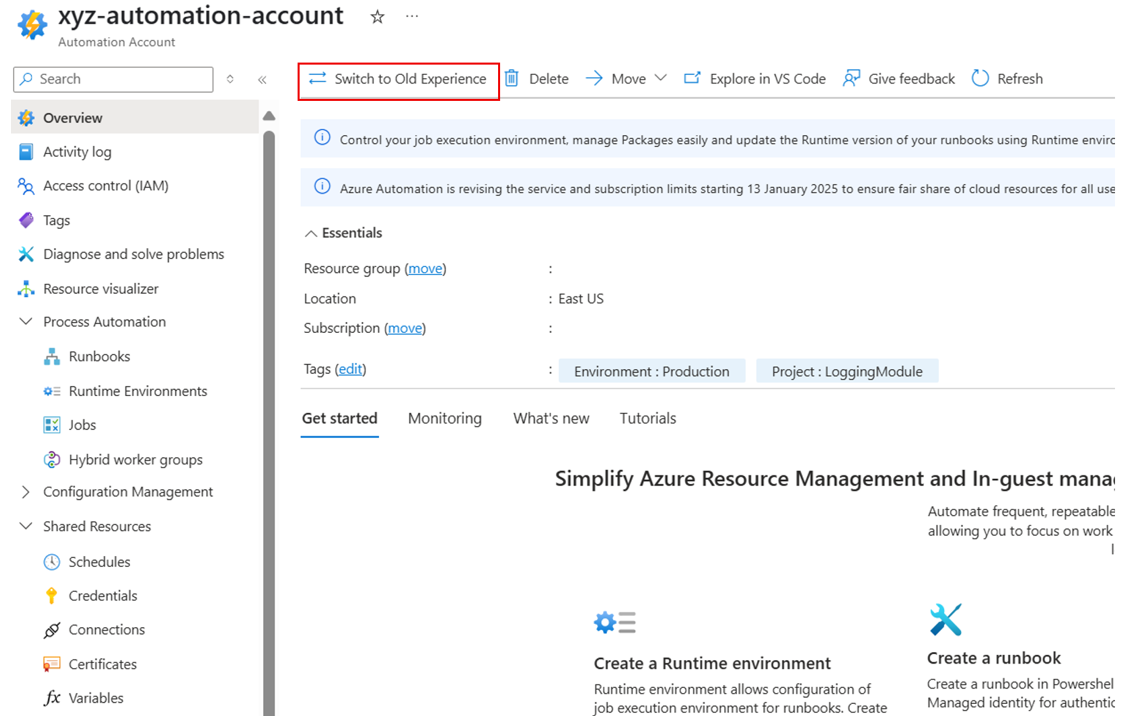 xyz-automation-account
Automation Account
Search
Switch to Old Experience Delete Move Explore in VS Code Give feedback Refresh
Overview
Activity log
Access control (IAM)
Tags
Diagnose and solve problems
Resource visualizer
Process Automation
Runbooks
Runtime Environments
Jobs
Hybrid worker groups
Configuration Management
Shared Resources
Schedules
Credentials
Connections
Certificates
Variables
Control your job execution environment, manage Packages easily and update the Runtime version of your runbooks using Runtime
Azure Automation is revising the service and subscription limits starting 13 January 2025 to ensure fair share of cloud resources for all
Essentials
Resource group (move) :
Location : East US
Subscription (move) :
Tags (edit) : Environment : Production Project : LoggingModule
Get started Monitoring What's new Tutorials
Simplify Azure Resource Management and In-guest
Automate frequent, repeatable
allowing you to focus on work
Create a Runtime environment
Runtime environment allows configuration of
job execution environment for runbooks. Create
Create a runbook
Create a runbook in Powershel
Managed identity for